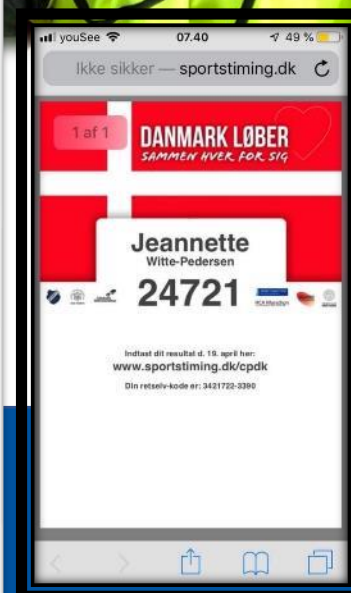 youSee 07.40 49 %
Ikke sikker — sportstiming.dk
1 af 1
DANMARK LØBER
SAMMEN HVER FOR SIG
Jeannette
Witte-Pedersen
24721
Indtast dit resultat d. 19. april her:
www.sportstiming.dk/cpdk
Din retselv-kode er: 3421722-3390